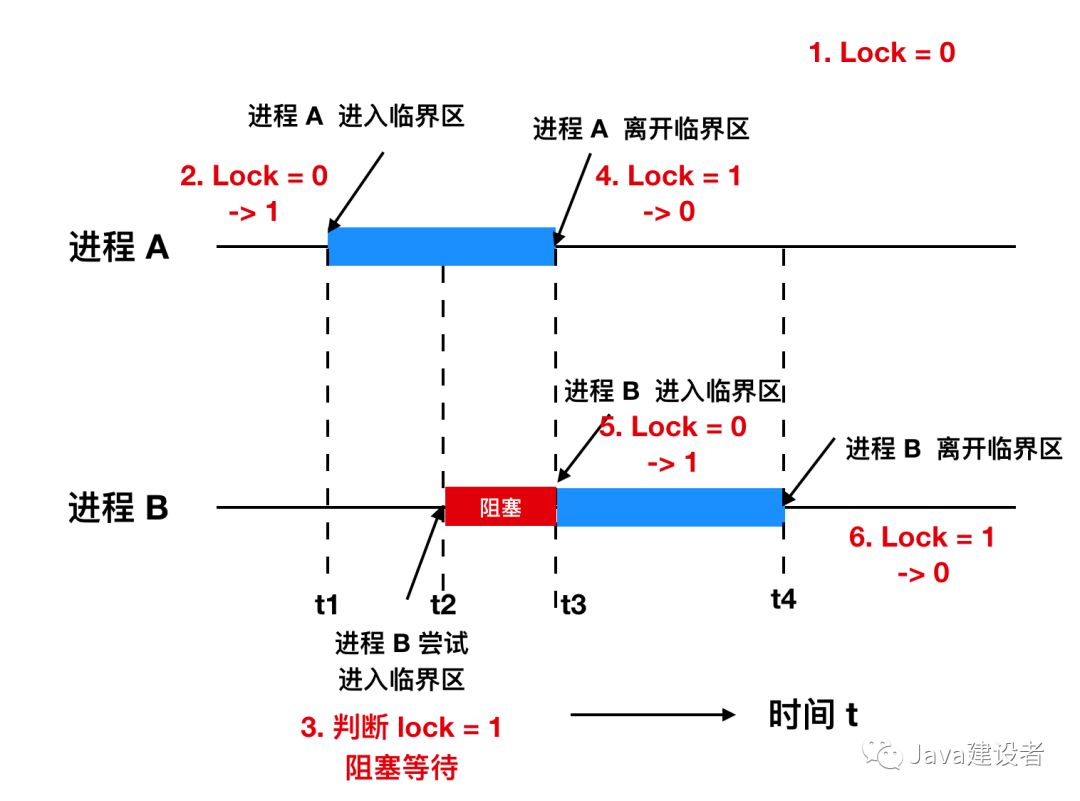 1. Lock = 0
进程 A 进入临界区
进程 A 离开临界区
2. Lock = 0
-> 1
4. Lock = 1
-> 0
进程 A
进程 B 进入临界区
5. Lock = 0
-> 1
进程 B 离开临界区
进程 B
阻塞
6. Lock = 1
-> 0
t1
t2
t3
t4
进程 B 尝试
进入临界区
3. 判断 lock = 1
阻塞等待
时间 t
Java建设者